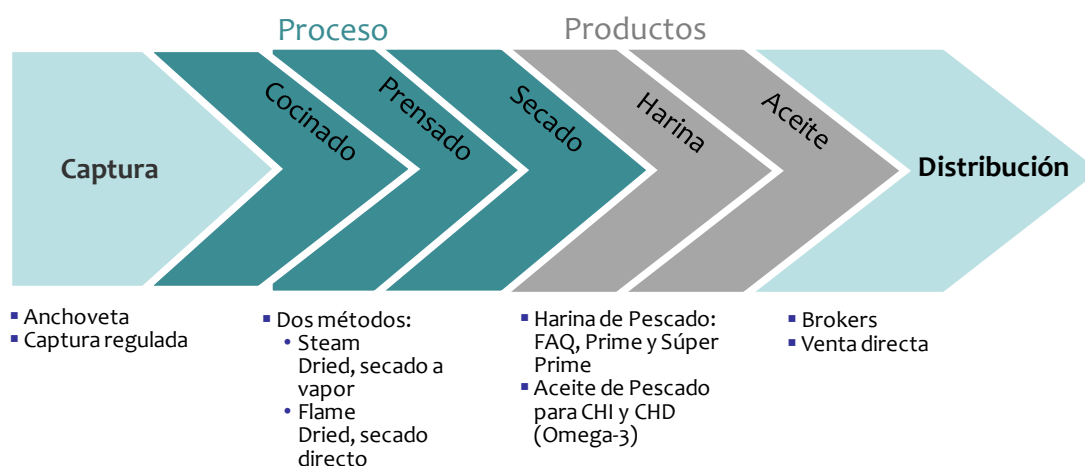 Proceso
Productos
Captura
Cocinado
Prensado
Secado
Harina
Aceite
Distribución
▪ Anchoveta
▪ Captura regulada
▪ Dos métodos:
• Steam
Dried, secado a
vapor
• Flame
Dried, secado
directo
▪ Harina de Pescado:
FAQ, Prime y Súper
Prime
▪ Aceite de Pescado
para CHI y CHD
(Omega-3)
▪ Brokers
▪ Venta directa